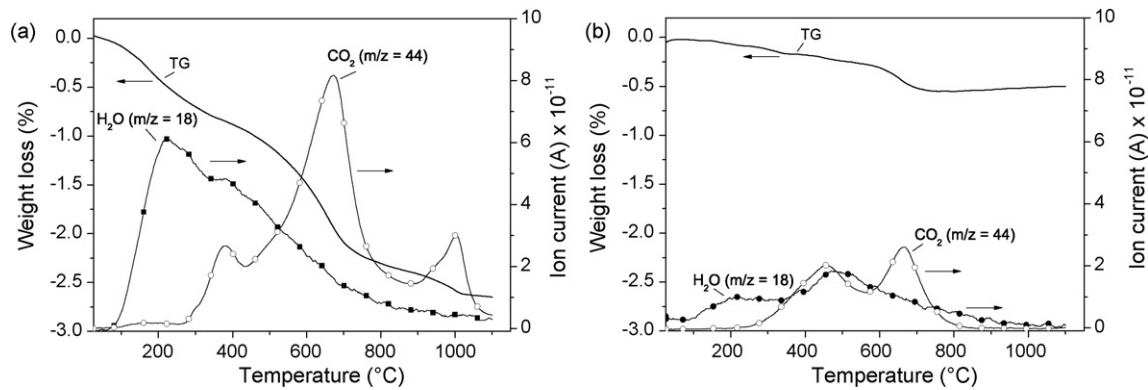 (a)
0.0
-0.5
-1.0
-1.5
-2.0
-2.5
-3.0
Weight loss (%)
TG
H₂O (m/z = 18)
CO₂ (m/z = 44)
10
8
6
4
2
0
Ion current (A) x 10⁻¹¹
200 400 600 800 1000
Temperature (°C)
(b)
0.0
-0.5
-1.0
-1.5
-2.0
-2.5
-3.0
Weight loss (%)
TG
H₂O (m/z = 18)
CO₂ (m/z = 44)
10
8
6
4
2
0
Ion current (A) x 10⁻¹¹
200 400 600 800 1000
Temperature (°C)